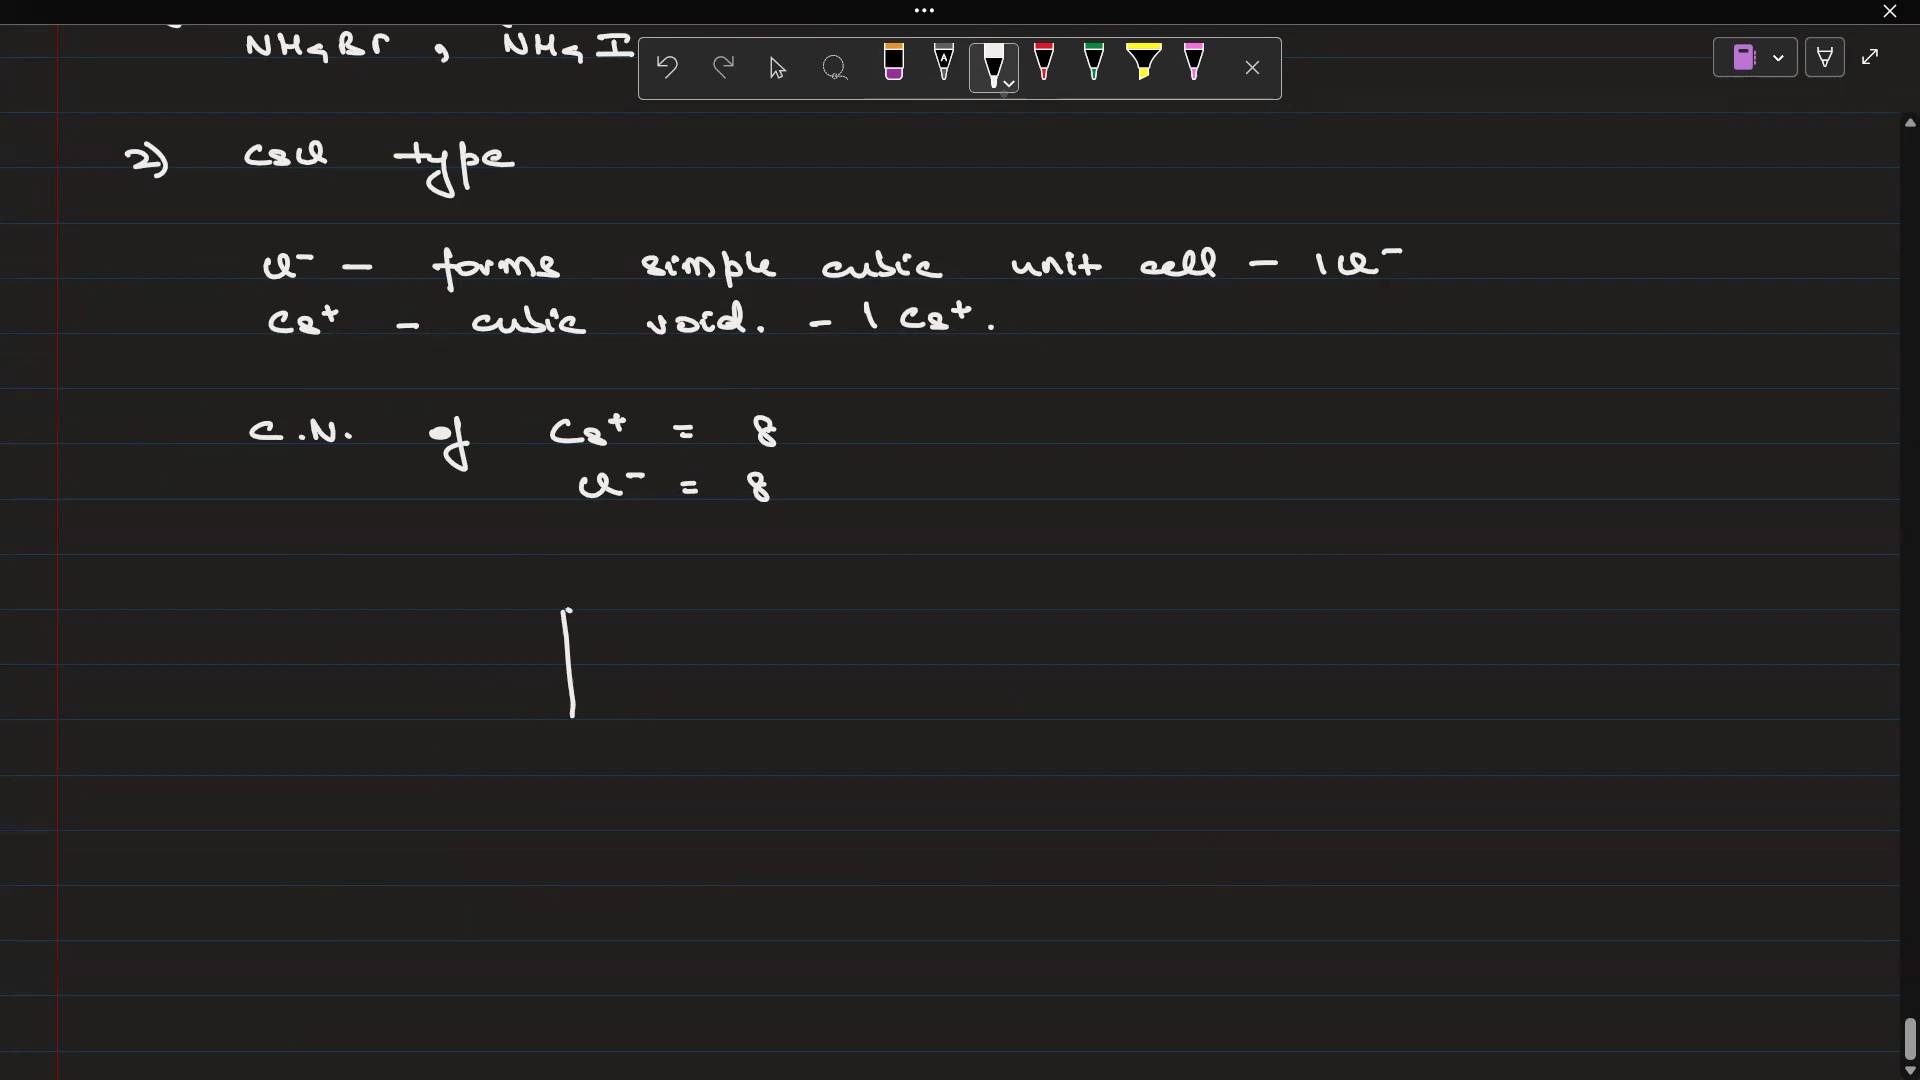 NH4Br , NH4I
2) CsCl type
Cl⁻ – forms simple cubic unit cell – 1Cl⁻
Cs⁺ – cubic void. – 1 Cs⁺.
C.N. of Cs⁺ = 8
Cl⁻ = 8